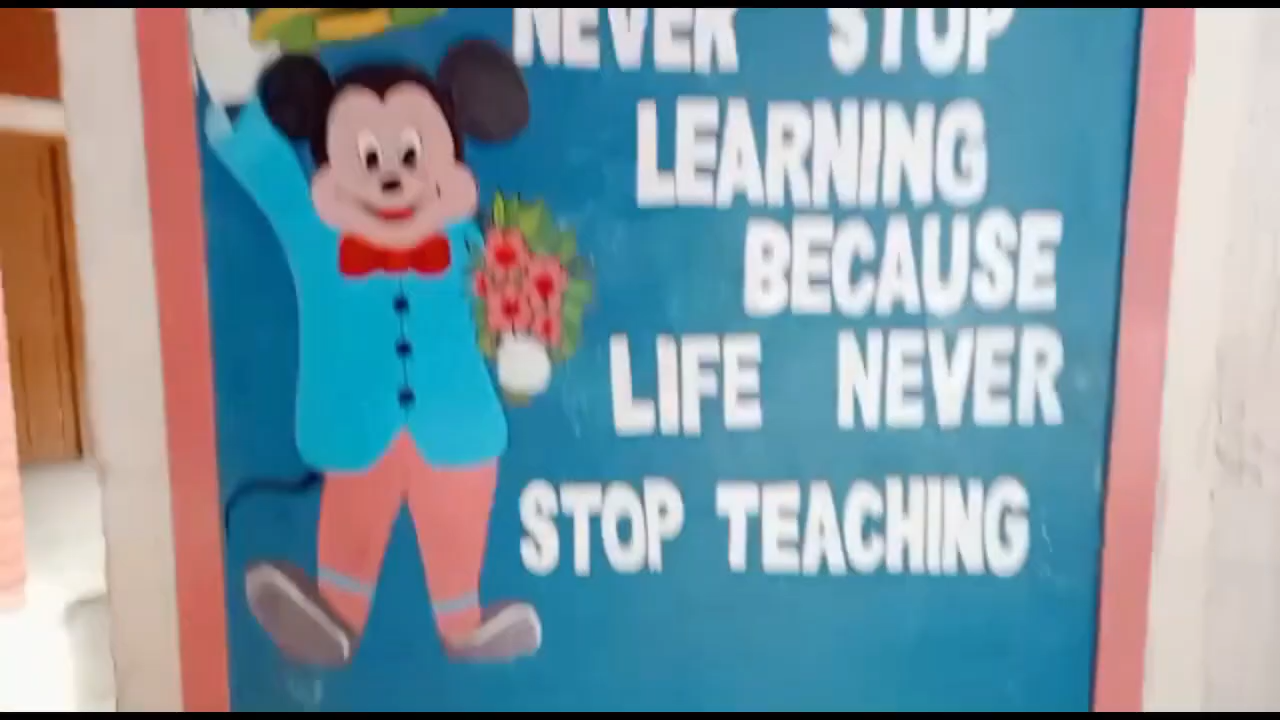 NEVER STOP
LEARNING
BECAUSE
LIFE NEVER
STOP TEACHING